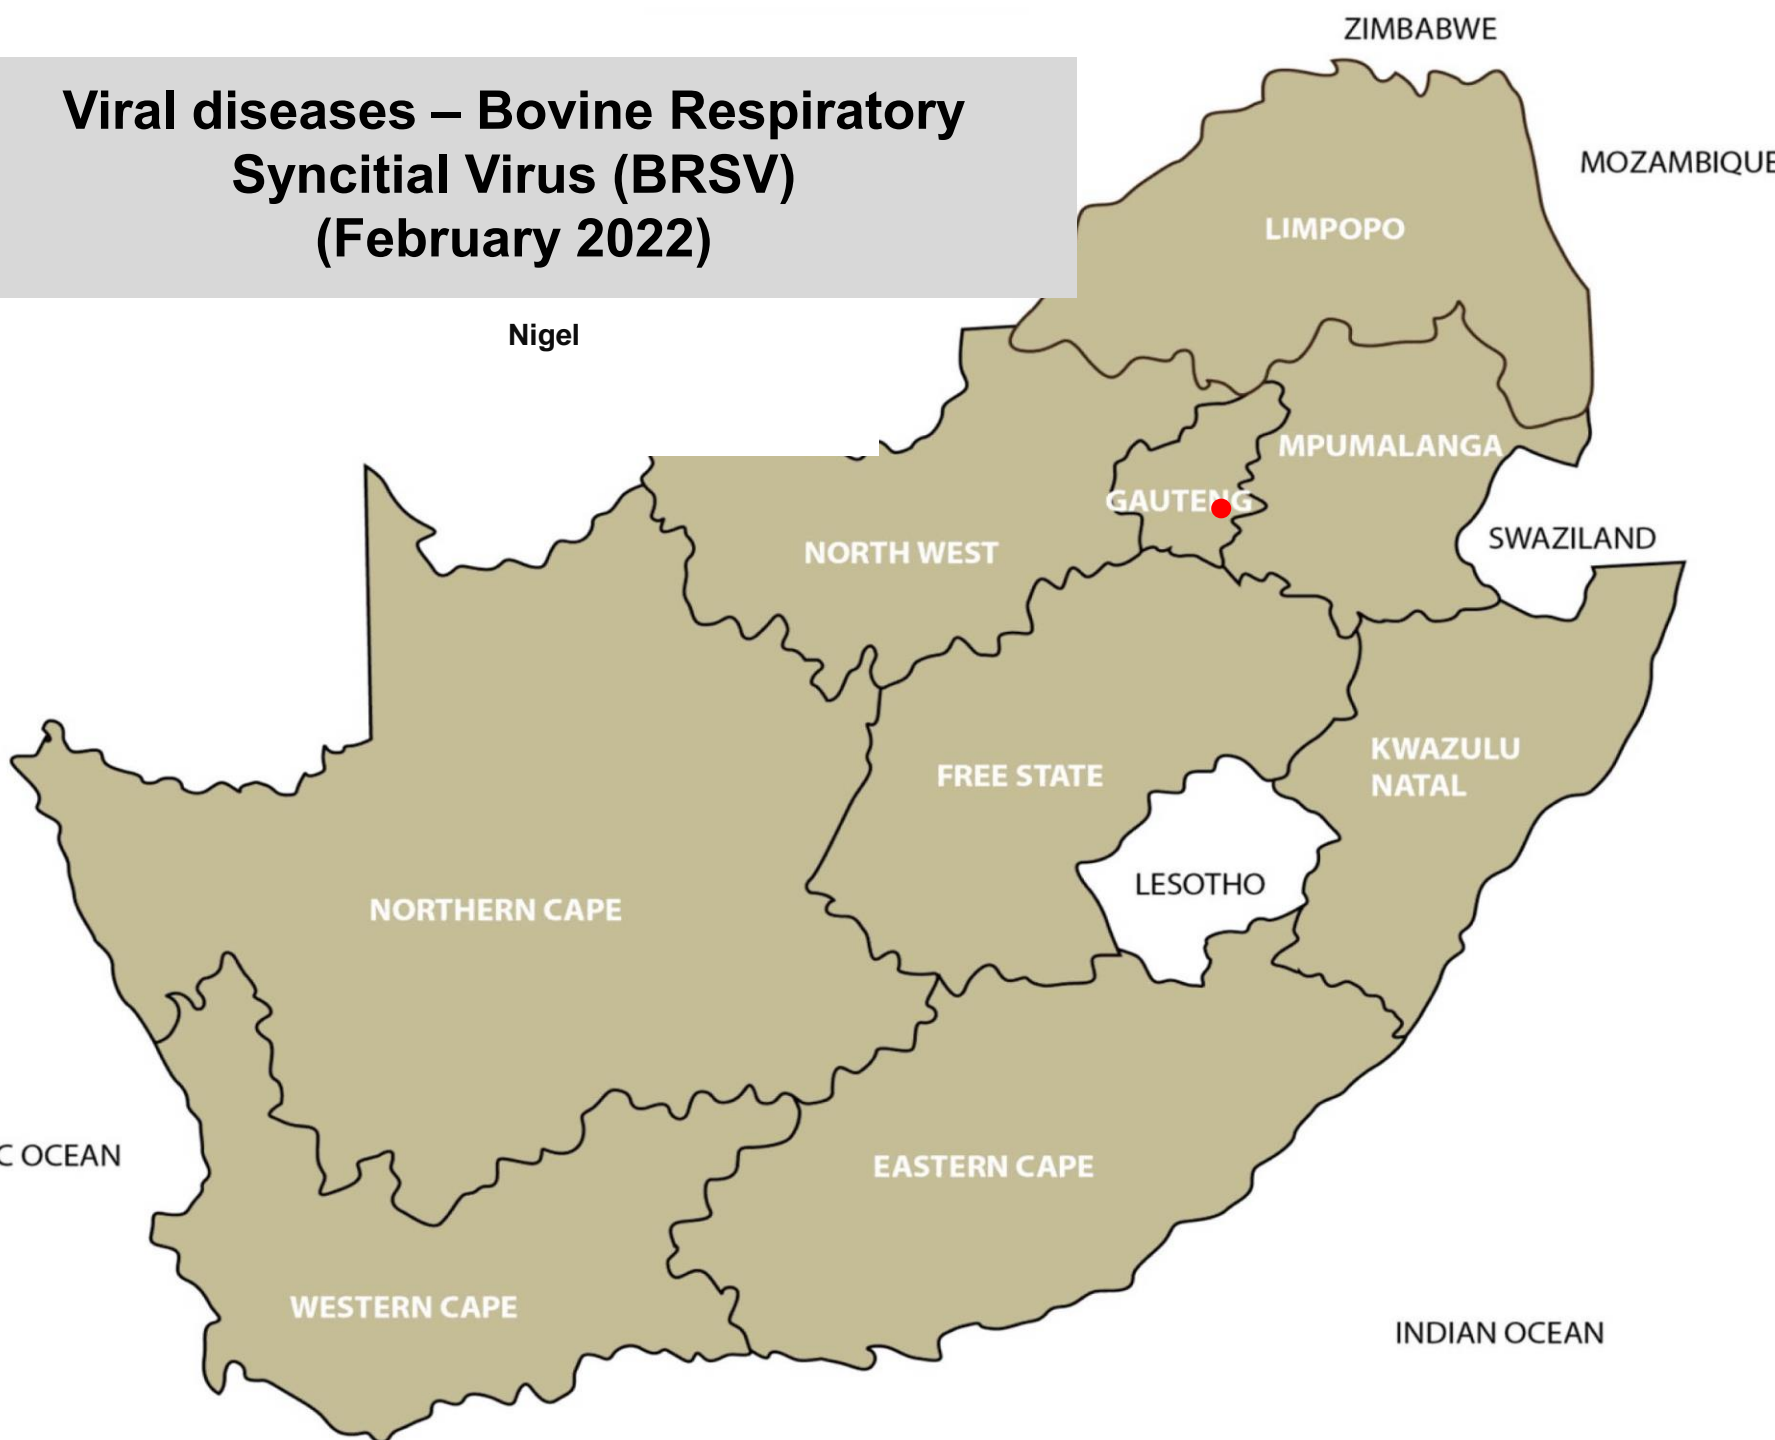 ZIMBABWE
Viral diseases – Bovine Respiratory
Syncitial Virus (BRSV)
(February 2022)
MOZAMBIQUE
LIMPOPO
Nigel
MPUMALANGA
GAUTENG
SWAZILAND
NORTH WEST
KWAZULU
NATAL
FREE STATE
LESOTHO
NORTHERN CAPE
C OCEAN
EASTERN CAPE
WESTERN CAPE
INDIAN OCEAN